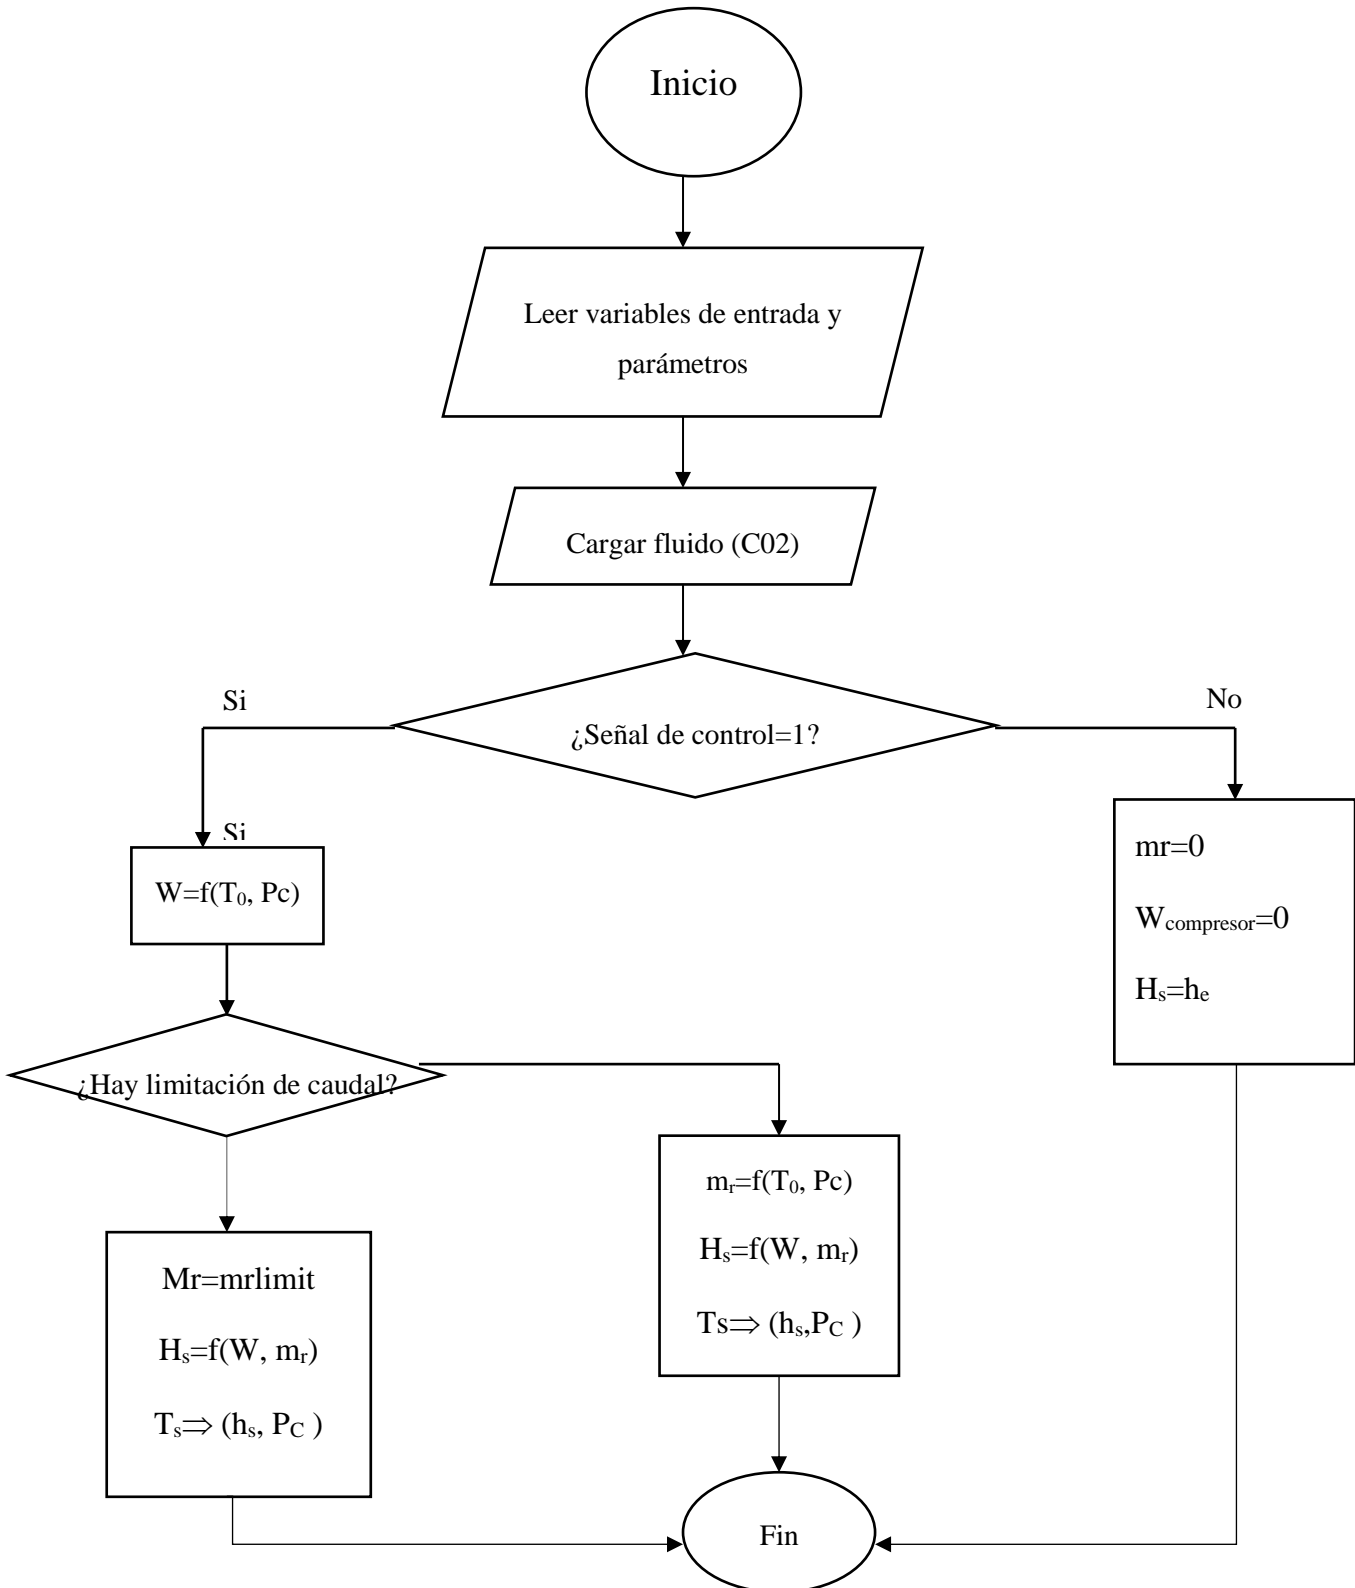 Inicio
Leer variables de entrada y
parámetros
Cargar fluido (C02)
Si
No
¿Señal de control=1?
Si
mr=0
W=f(T₀, Pc)
Wcompresor=0
Hs=he
¿Hay limitación de caudal?
mr=f(T₀, Pc)
Hs=f(W, mr)
Ts⇒ (hs,PC )
Mr=mrlimit
Hs=f(W, mr)
Ts⇒ (hs, PC )
Fin